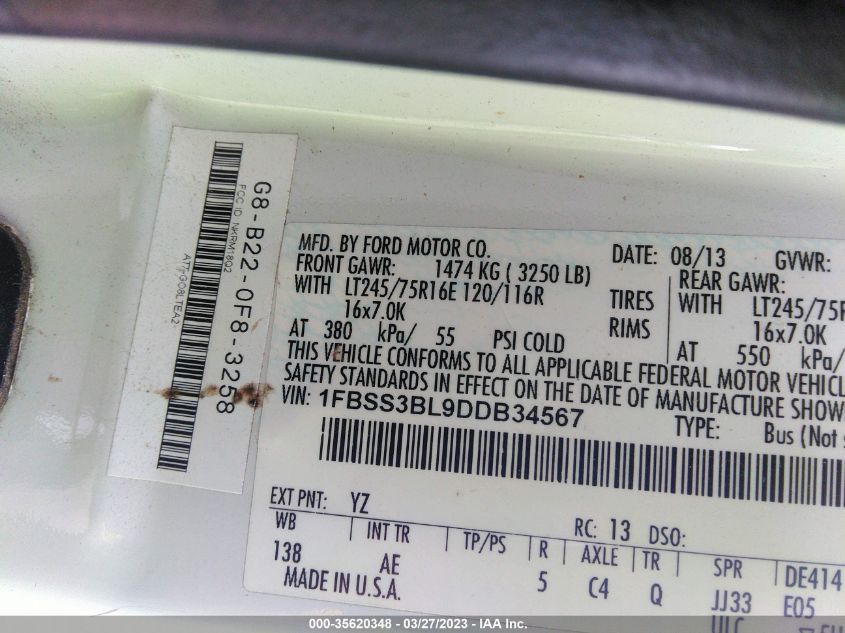 G8-B22-0F8-3258
FCC ID: NKRM18Q2
MFD. BY FORD MOTOR CO.
DATE: 08/13
GVWR:
FRONT GAWR: 1474 KG ( 3250 LB)
REAR GAWR:
WITH LT245/75R16E 120/116R TIRES
WITH LT245/75R
16x7.0K RIMS
16x7.0K
AT 380 kPa/ 55 PSI COLD
AT 550 kPa/
THIS VEHICLE CONFORMS TO ALL APPLICABLE FEDERAL MOTOR VEHICL
SAFETY STANDARDS IN EFFECT ON THE DATE OF MANUFACTURE SHOW
VIN: 1FBSS3BL9DDB34567
TYPE: Bus (Not
EXT PNT: YZ
RC: 13 DSO:
WB INT TR TP/PS R AXLE TR SPR
138 AE 5 C4 Q JJ33
DE414
E05
MADE IN U.S.A.
000-35620348 - 03/27/2023 - IAA Inc.